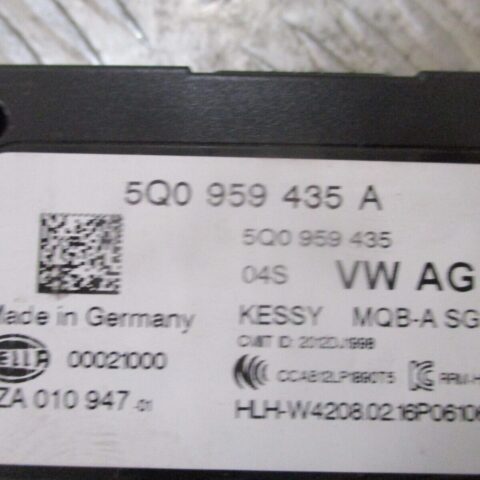 5Q0 959 435 A
5Q0 959 435
04S VW AG
Made in Germany
KESSY MQB-A SG
CMIIT ID: 2012DJ1998
HELLA 00021000
CCAB12LP1890T5
ZA 010 947 -01
HLH-W4208.02.16P06106